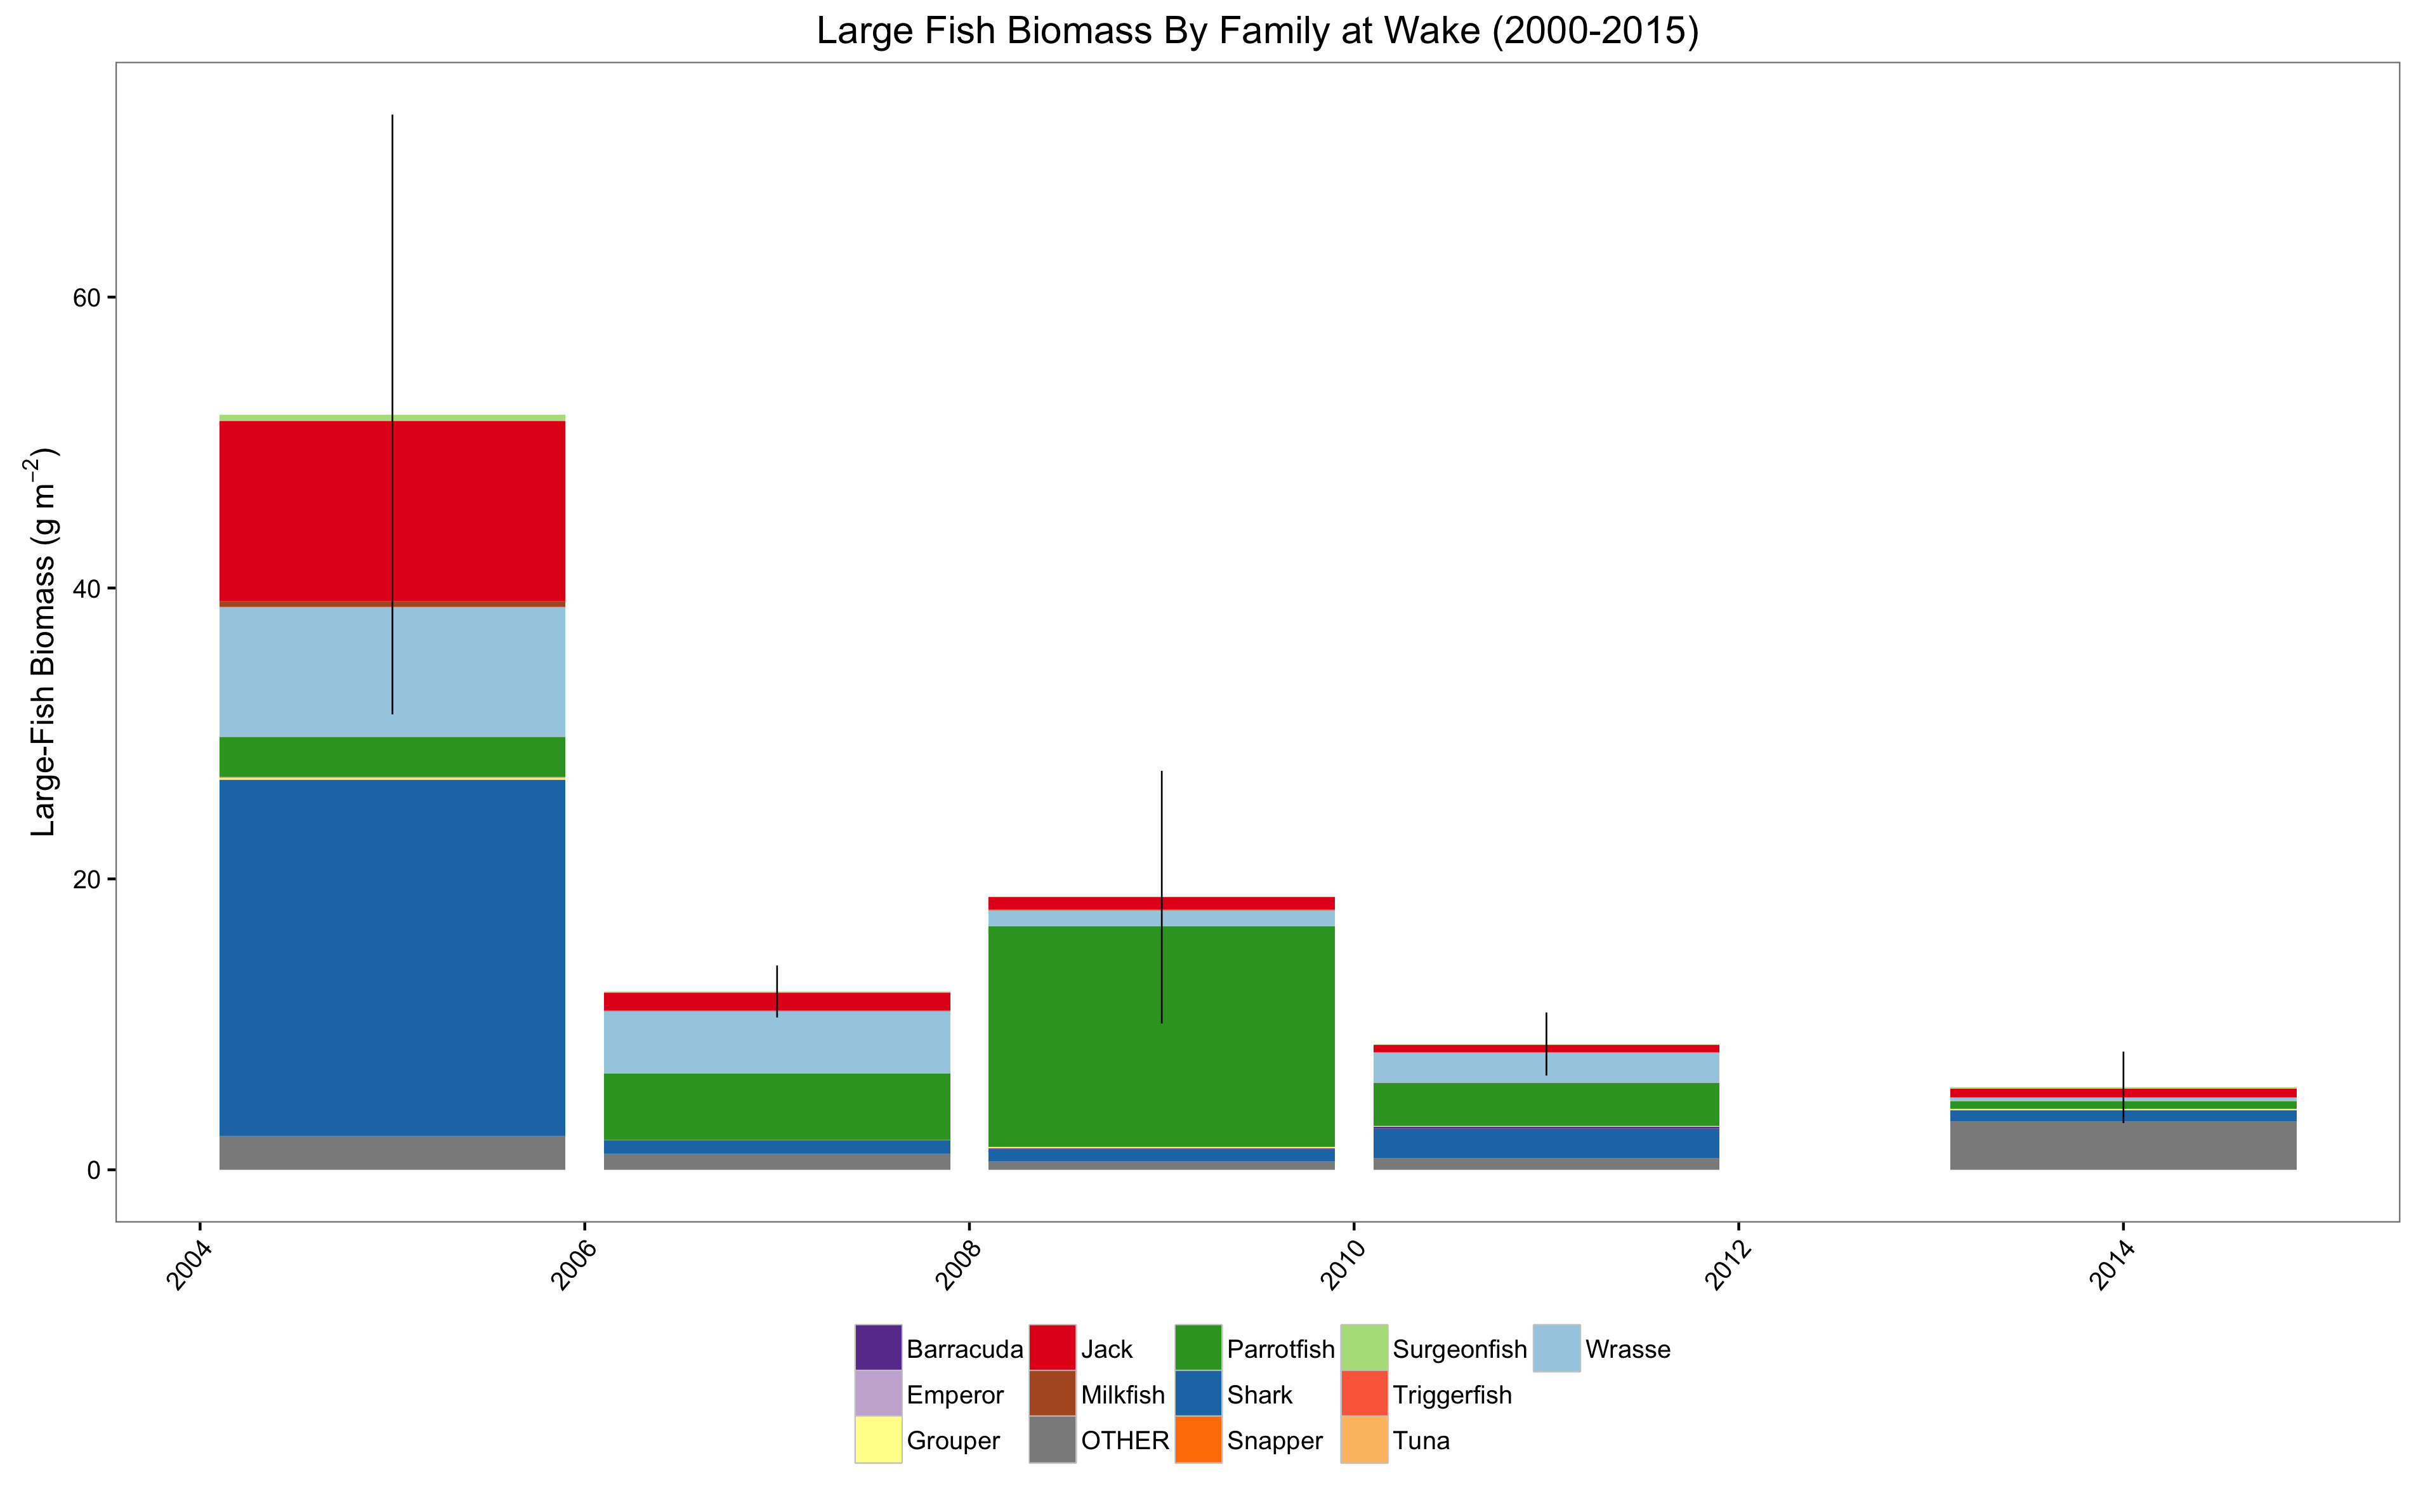 Large Fish Biomass By Family at Wake (2000-2015)
Large-Fish Biomass (g m⁻²)
60
40
20
0
2004 2006 2008 2010 2012 2014
Barracuda Jack Parrotfish Surgeonfish Wrasse
Emperor Milkfish Shark Triggerfish
Grouper OTHER Snapper Tuna